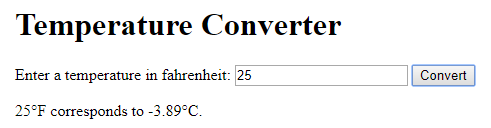 Temperature Converter
Enter a temperature in fahrenheit: 25 Convert
25°F corresponds to -3.89°C.